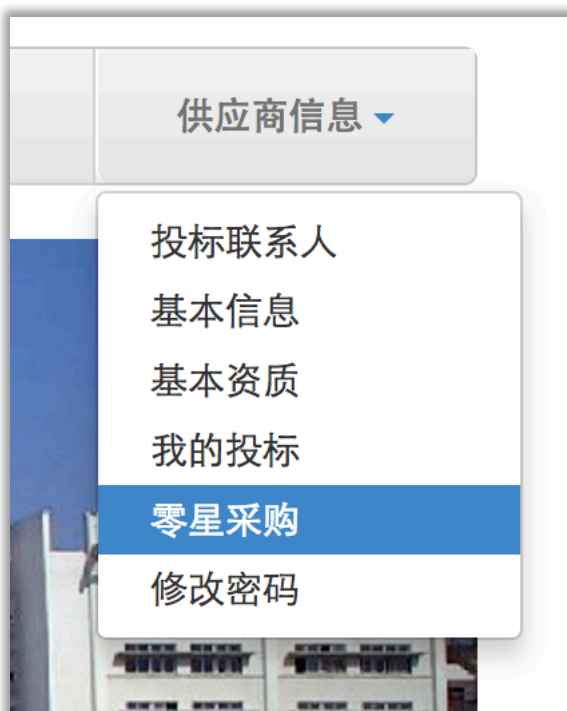 供应商信息
投标联系人
基本信息
基本资质
我的投标
零星采购
修改密码